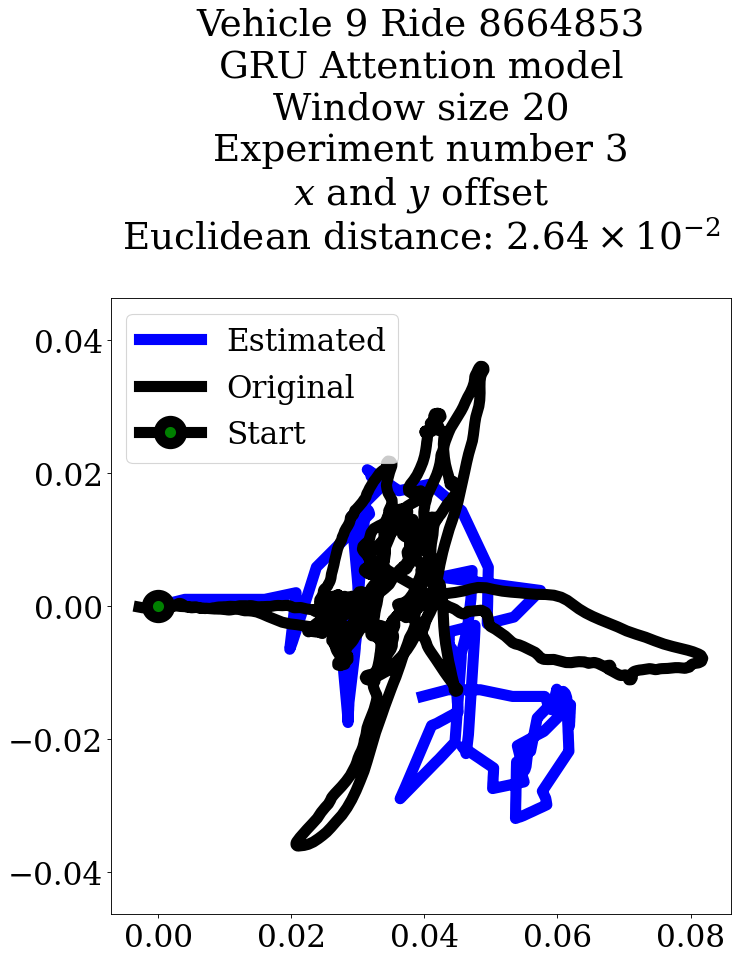 Vehicle 9 Ride 8664853
GRU Attention model
Window size 20
Experiment number 3
x and y offset
Euclidean distance: 2.64 × 10⁻²
Estimated
Original
Start
0.04
0.02
0.00
−0.02
−0.04
0.00 0.02 0.04 0.06 0.08